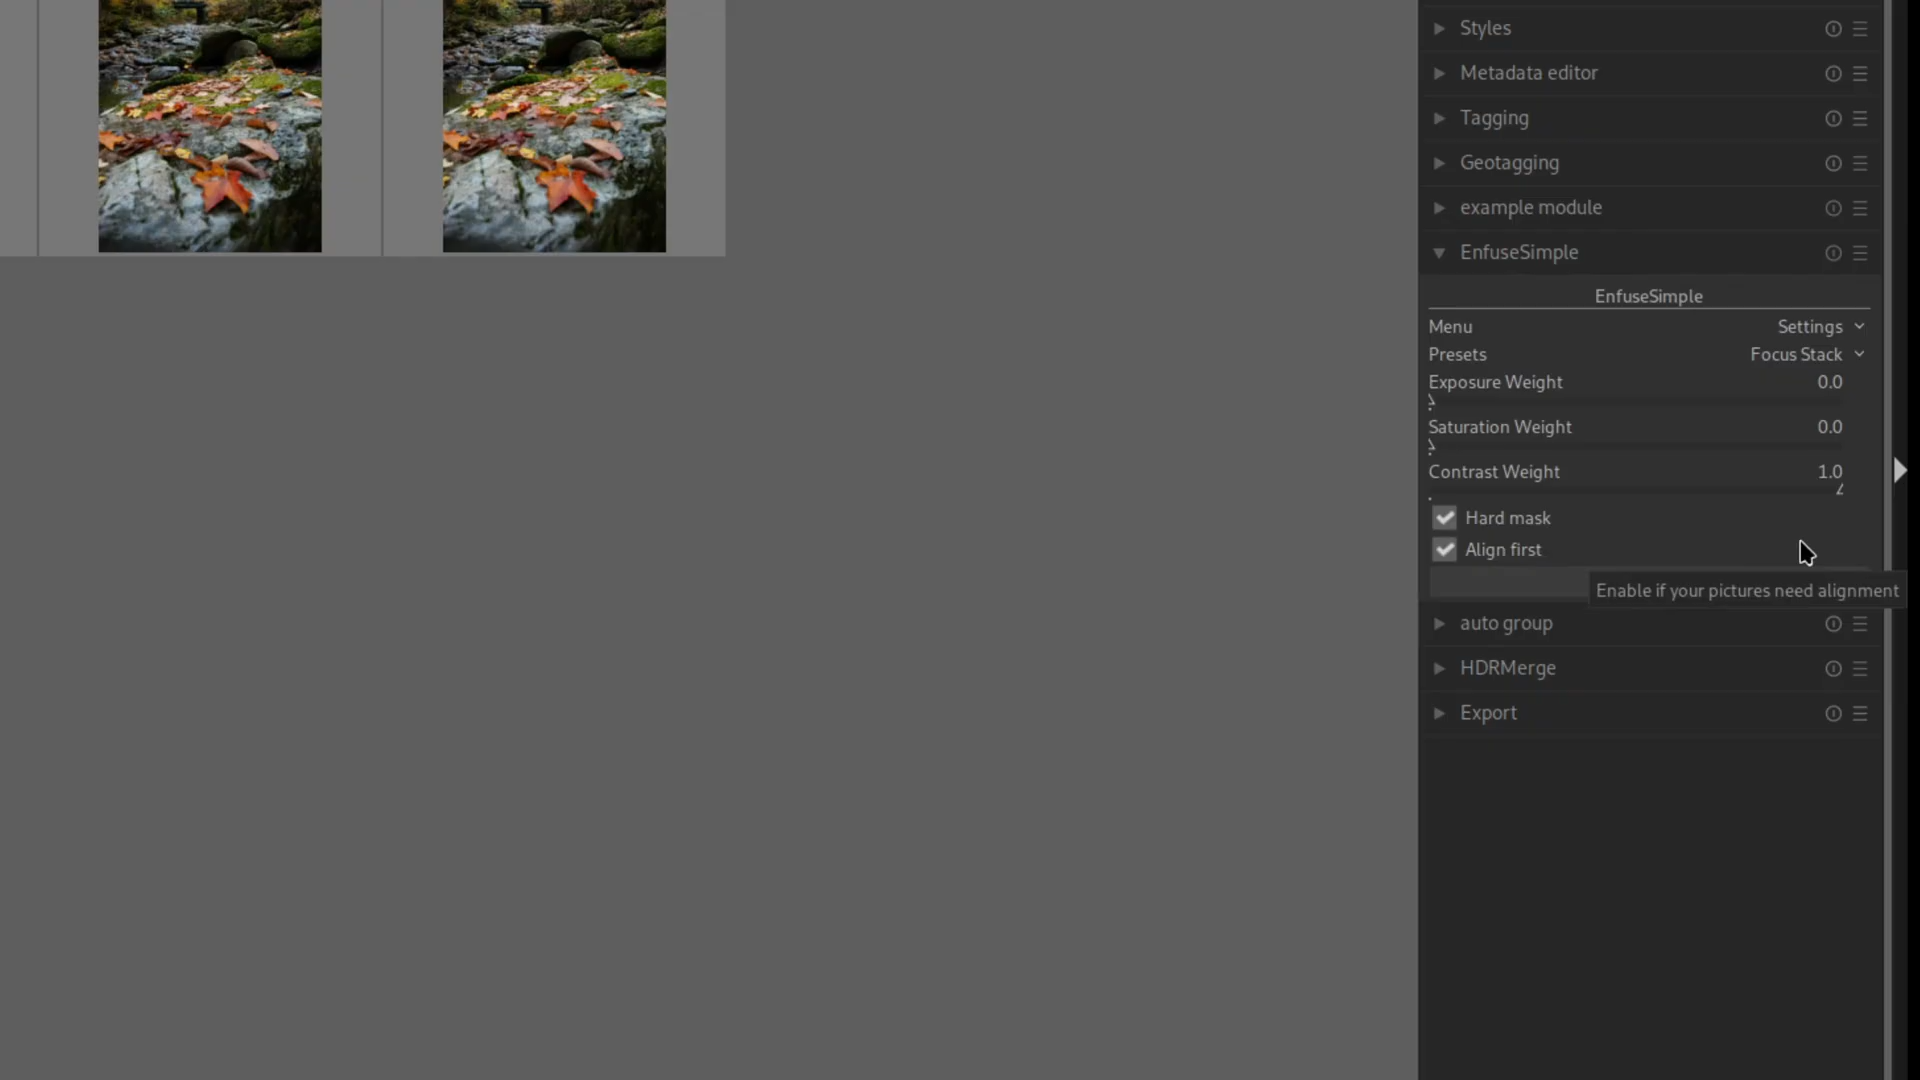 Styles
Metadata editor
Tagging
Geotagging
example module
EnfuseSimple
EnfuseSimple
Menu Settings
Presets Focus Stack
Exposure Weight 0.0
Saturation Weight 0.0
Contrast Weight 1.0
Hard mask
Align first
Enable if your pictures need alignment
auto group
HDRMerge
Export